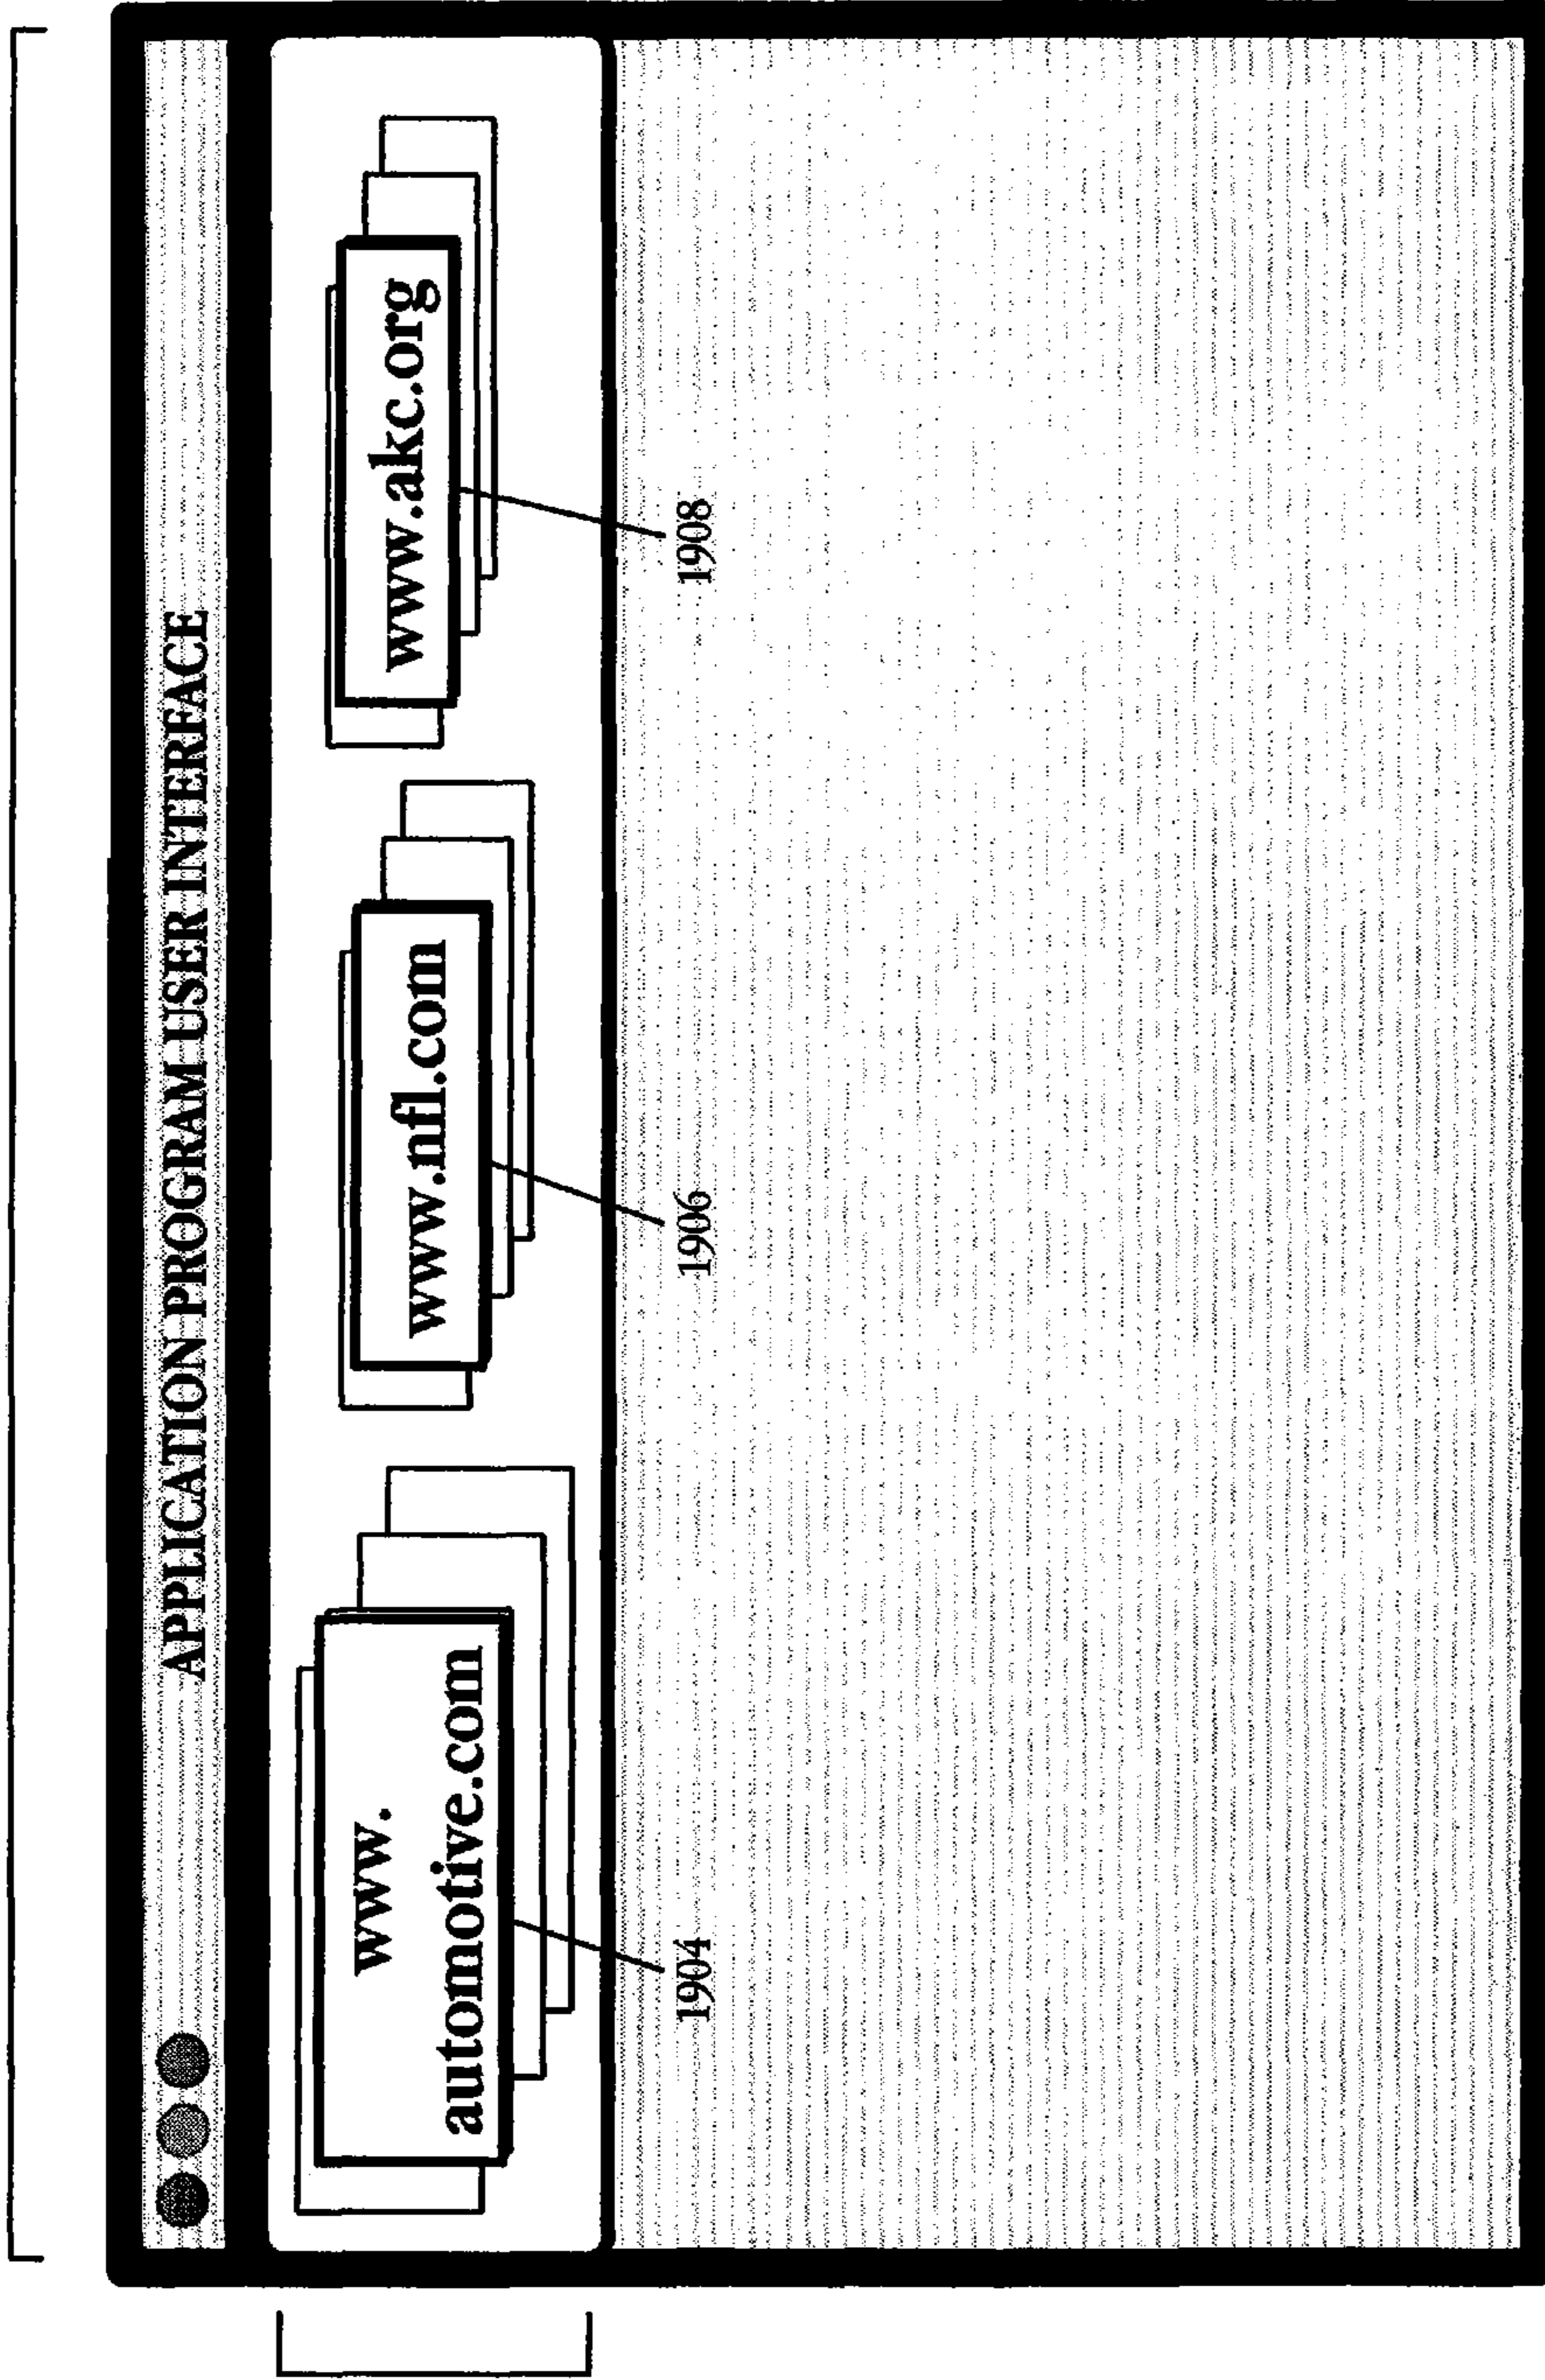 APPLICATION PROGRAM USER INTERFACE
www.
automotive.com
www.nfl.com
www.akc.org
1904
1906
1908